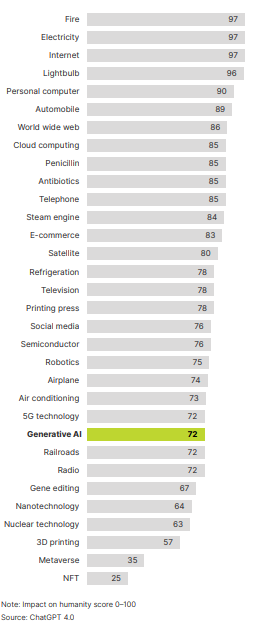 Fire 97
Electricity 97
Internet 97
Lightbulb 96
Personal computer 90
Automobile 89
World wide web 86
Cloud computing 85
Penicillin 85
Antibiotics 85
Telephone 85
Steam engine 84
E-commerce 83
Satellite 80
Refrigeration 78
Television 78
Printing press 78
Social media 76
Semiconductor 76
Robotics 75
Airplane 74
Air conditioning 73
5G technology 72
Generative AI 72
Railroads 72
Radio 72
Gene editing 67
Nanotechnology 64
Nuclear technology 63
3D printing 57
Metaverse 35
NFT 25
Note: Impact on humanity score 0–100
Source: ChatGPT 4.0